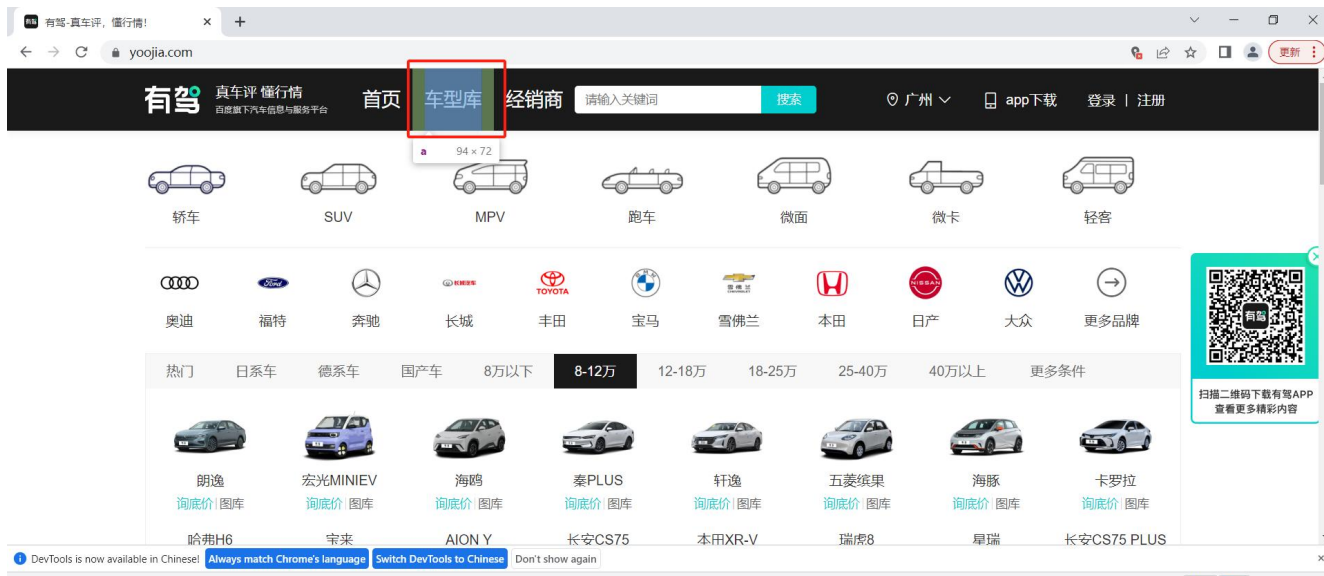 有驾-真车评，懂行情!
yoojia.com
更新
有驾 真车评 懂行情
百度旗下汽车信息与服务平台
首页 车型库 经销商 请输入关键词 搜索 广州 app下载 登录 | 注册
a 94 × 72
轿车 SUV MPV 跑车 微面 微卡 轻客
Ford 长城汽车 TOYOTA 雪佛兰 CHEVROLET NISSAN
奥迪 福特 奔驰 长城 丰田 宝马 雪佛兰 本田 日产 大众 更多品牌
有驾
热门 日系车 德系车 国产车 8万以下 8-12万 12-18万 18-25万 25-40万 40万以上 更多条件
扫描二维码下载有驾APP
查看更多精彩内容
朗逸 宏光MINIEV 海鸥 秦PLUS 轩逸 五菱缤果 海豚 卡罗拉
询底价 | 图库 询底价 | 图库 询底价 | 图库 询底价 | 图库 询底价 | 图库 询底价 | 图库 询底价 | 图库 询底价 | 图库
哈弗H6 宝来 AION Y 长安CS75 本田XR-V 瑞虎8 星瑞 长安CS75 PLUS
DevTools is now available in Chinese! Always match Chrome's language Switch DevTools to Chinese Don't show again